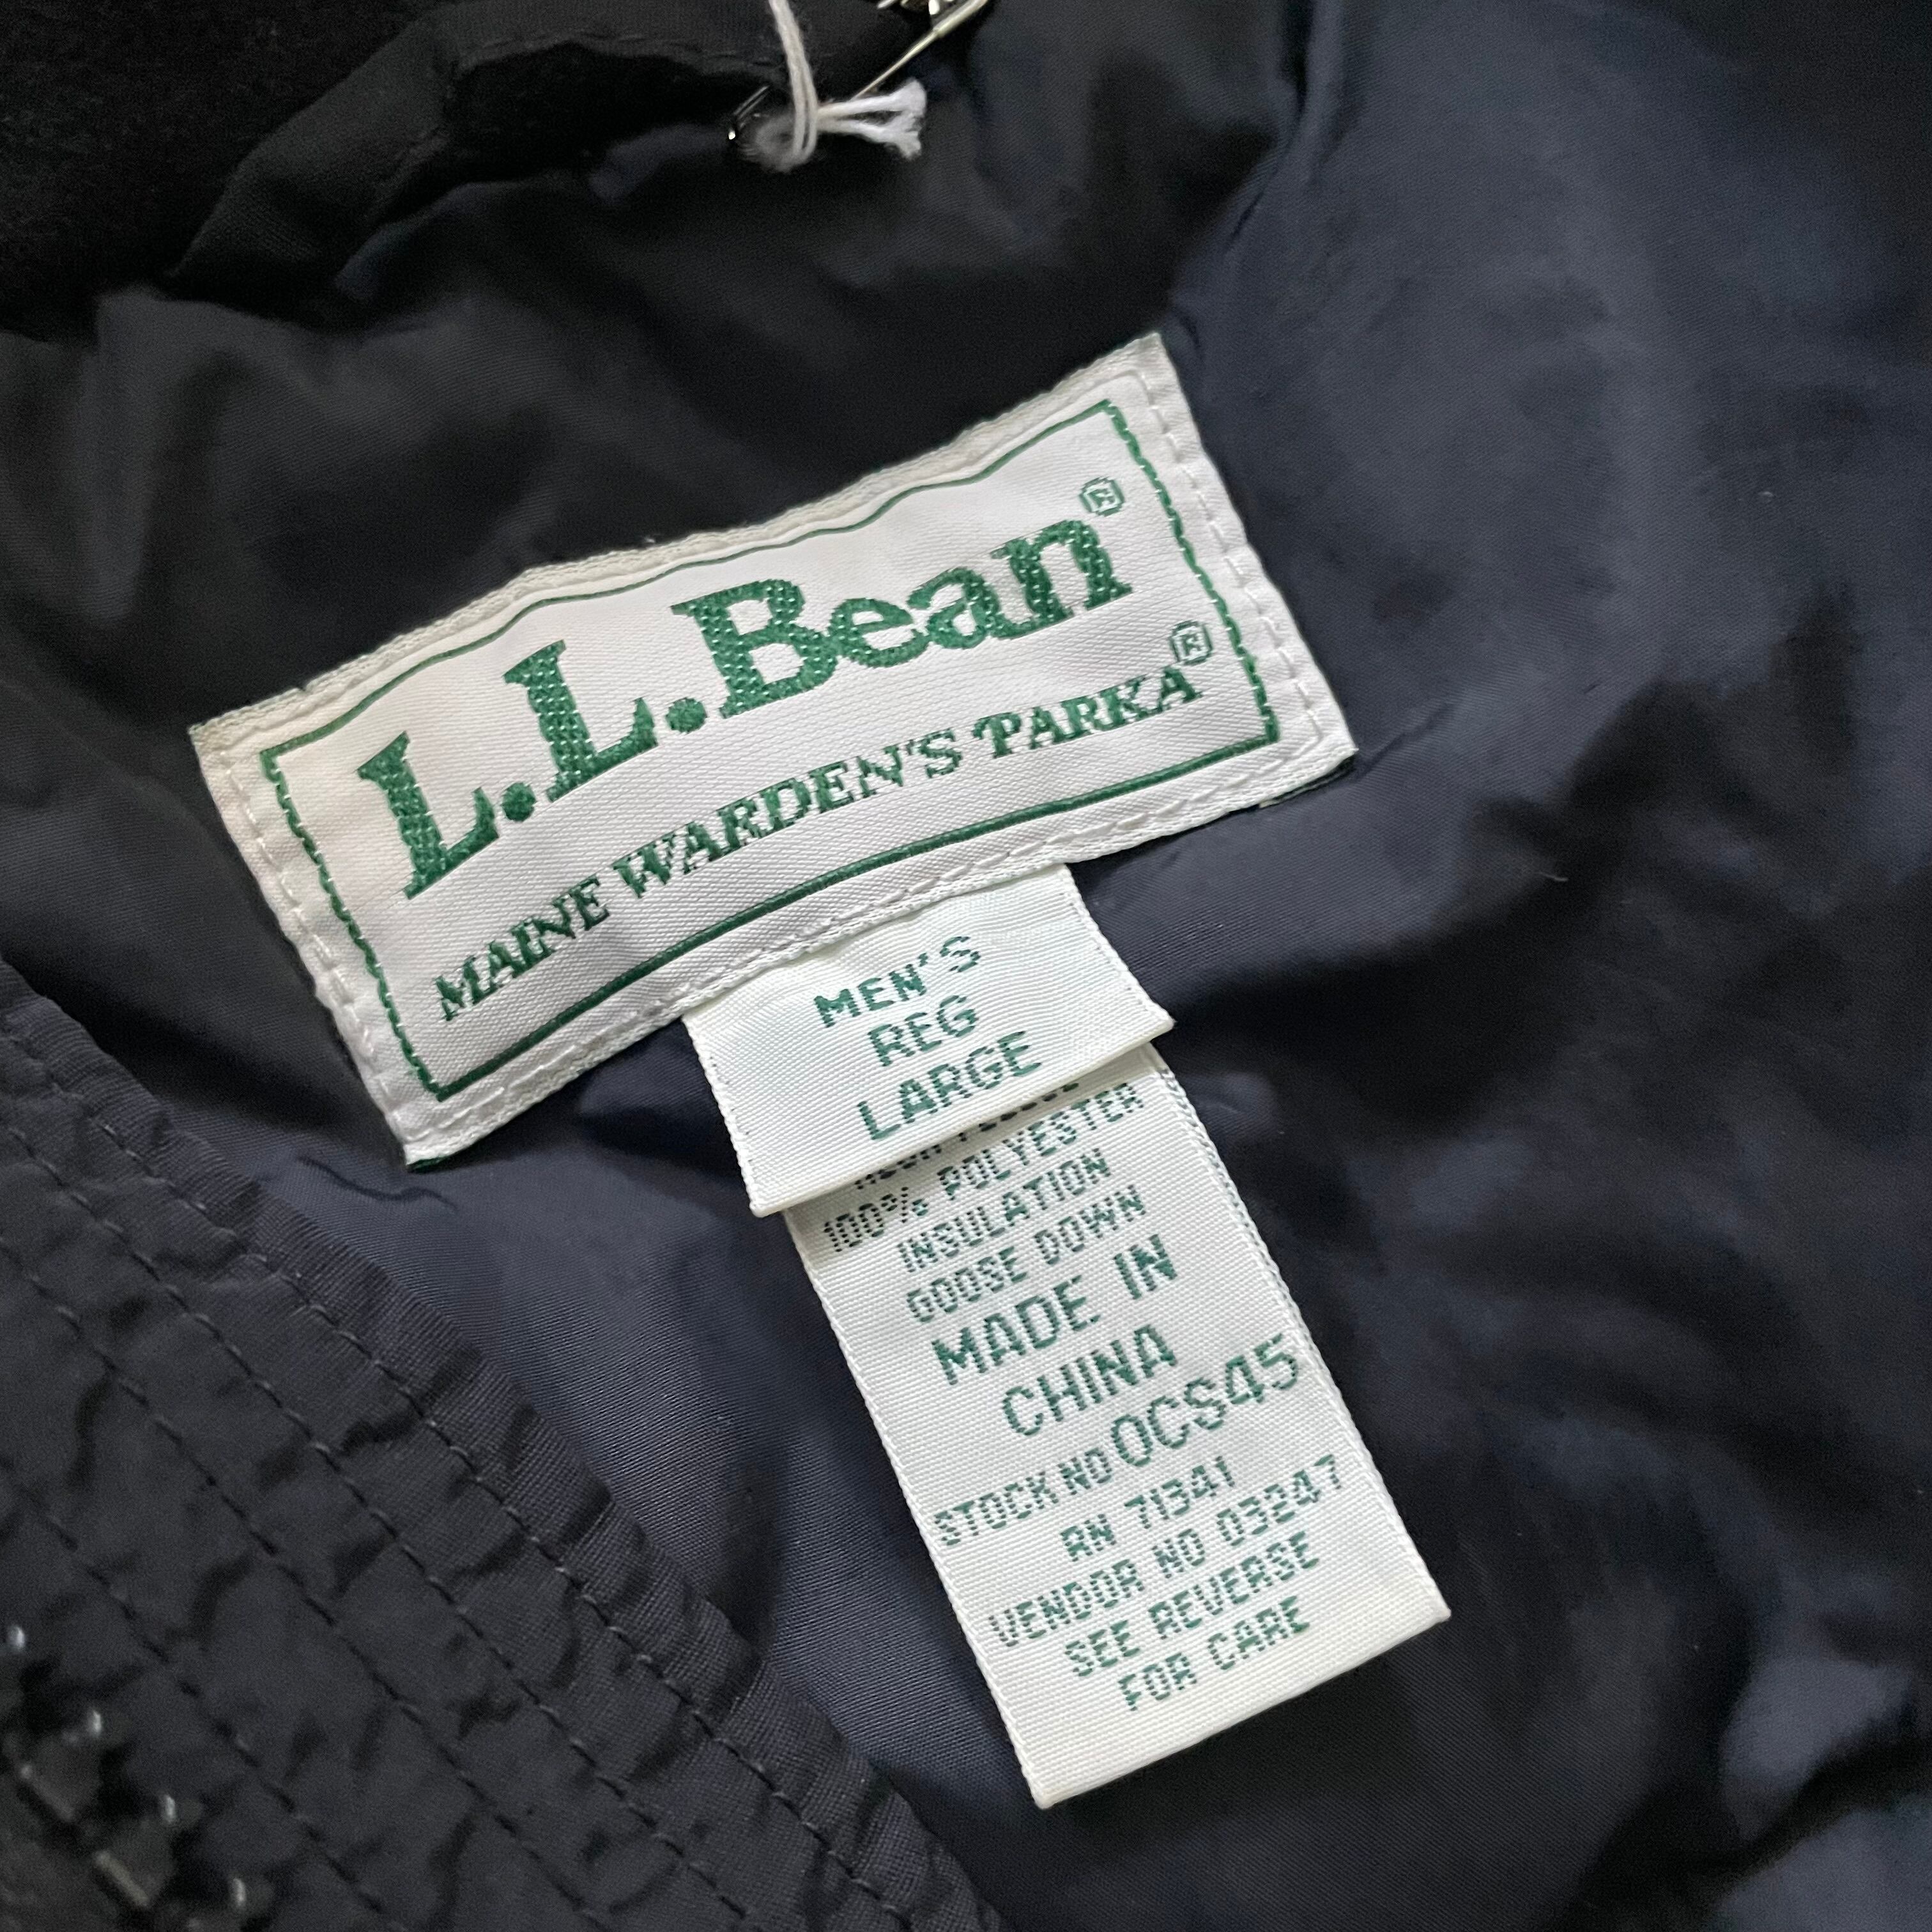 L.L.Bean®
MAINE WARDEN'S PARKA®
MEN'S
REG
LARGE
100% POLYESTER
INSULATION
GOOSE DOWN
MADE IN
CHINA
STOCK NO 0CS45
RN 71341
VENDOR NO 03247
SEE REVERSE
FOR CARE